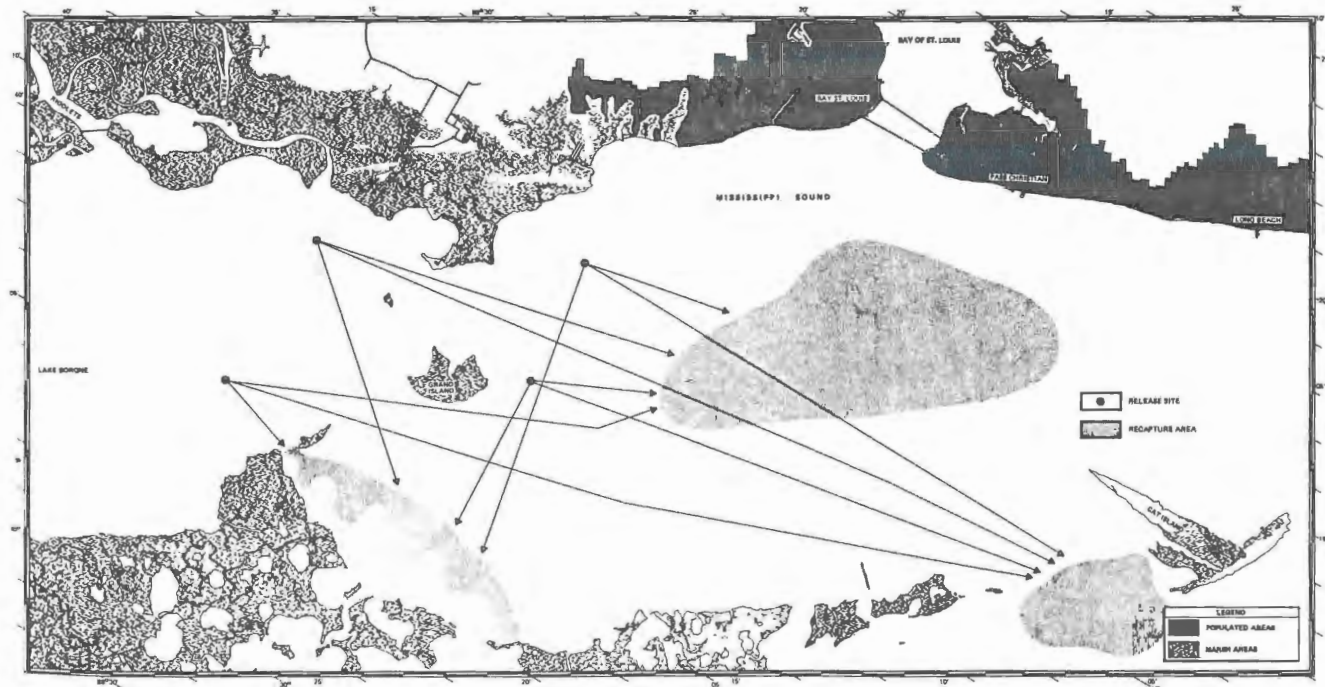 BAY OF ST. LOUIS
RIGOLETS
BAY ST. LOUIS
PASS CHRISTIAN
MISSISSIPPI SOUND
LONG BEACH
LAKE BORGNE
GRAND
ISLAND
RELEASE SITE
RECAPTURE AREA
CAT ISLAND
LEGEND
POPULATED AREAS
MARSH AREAS